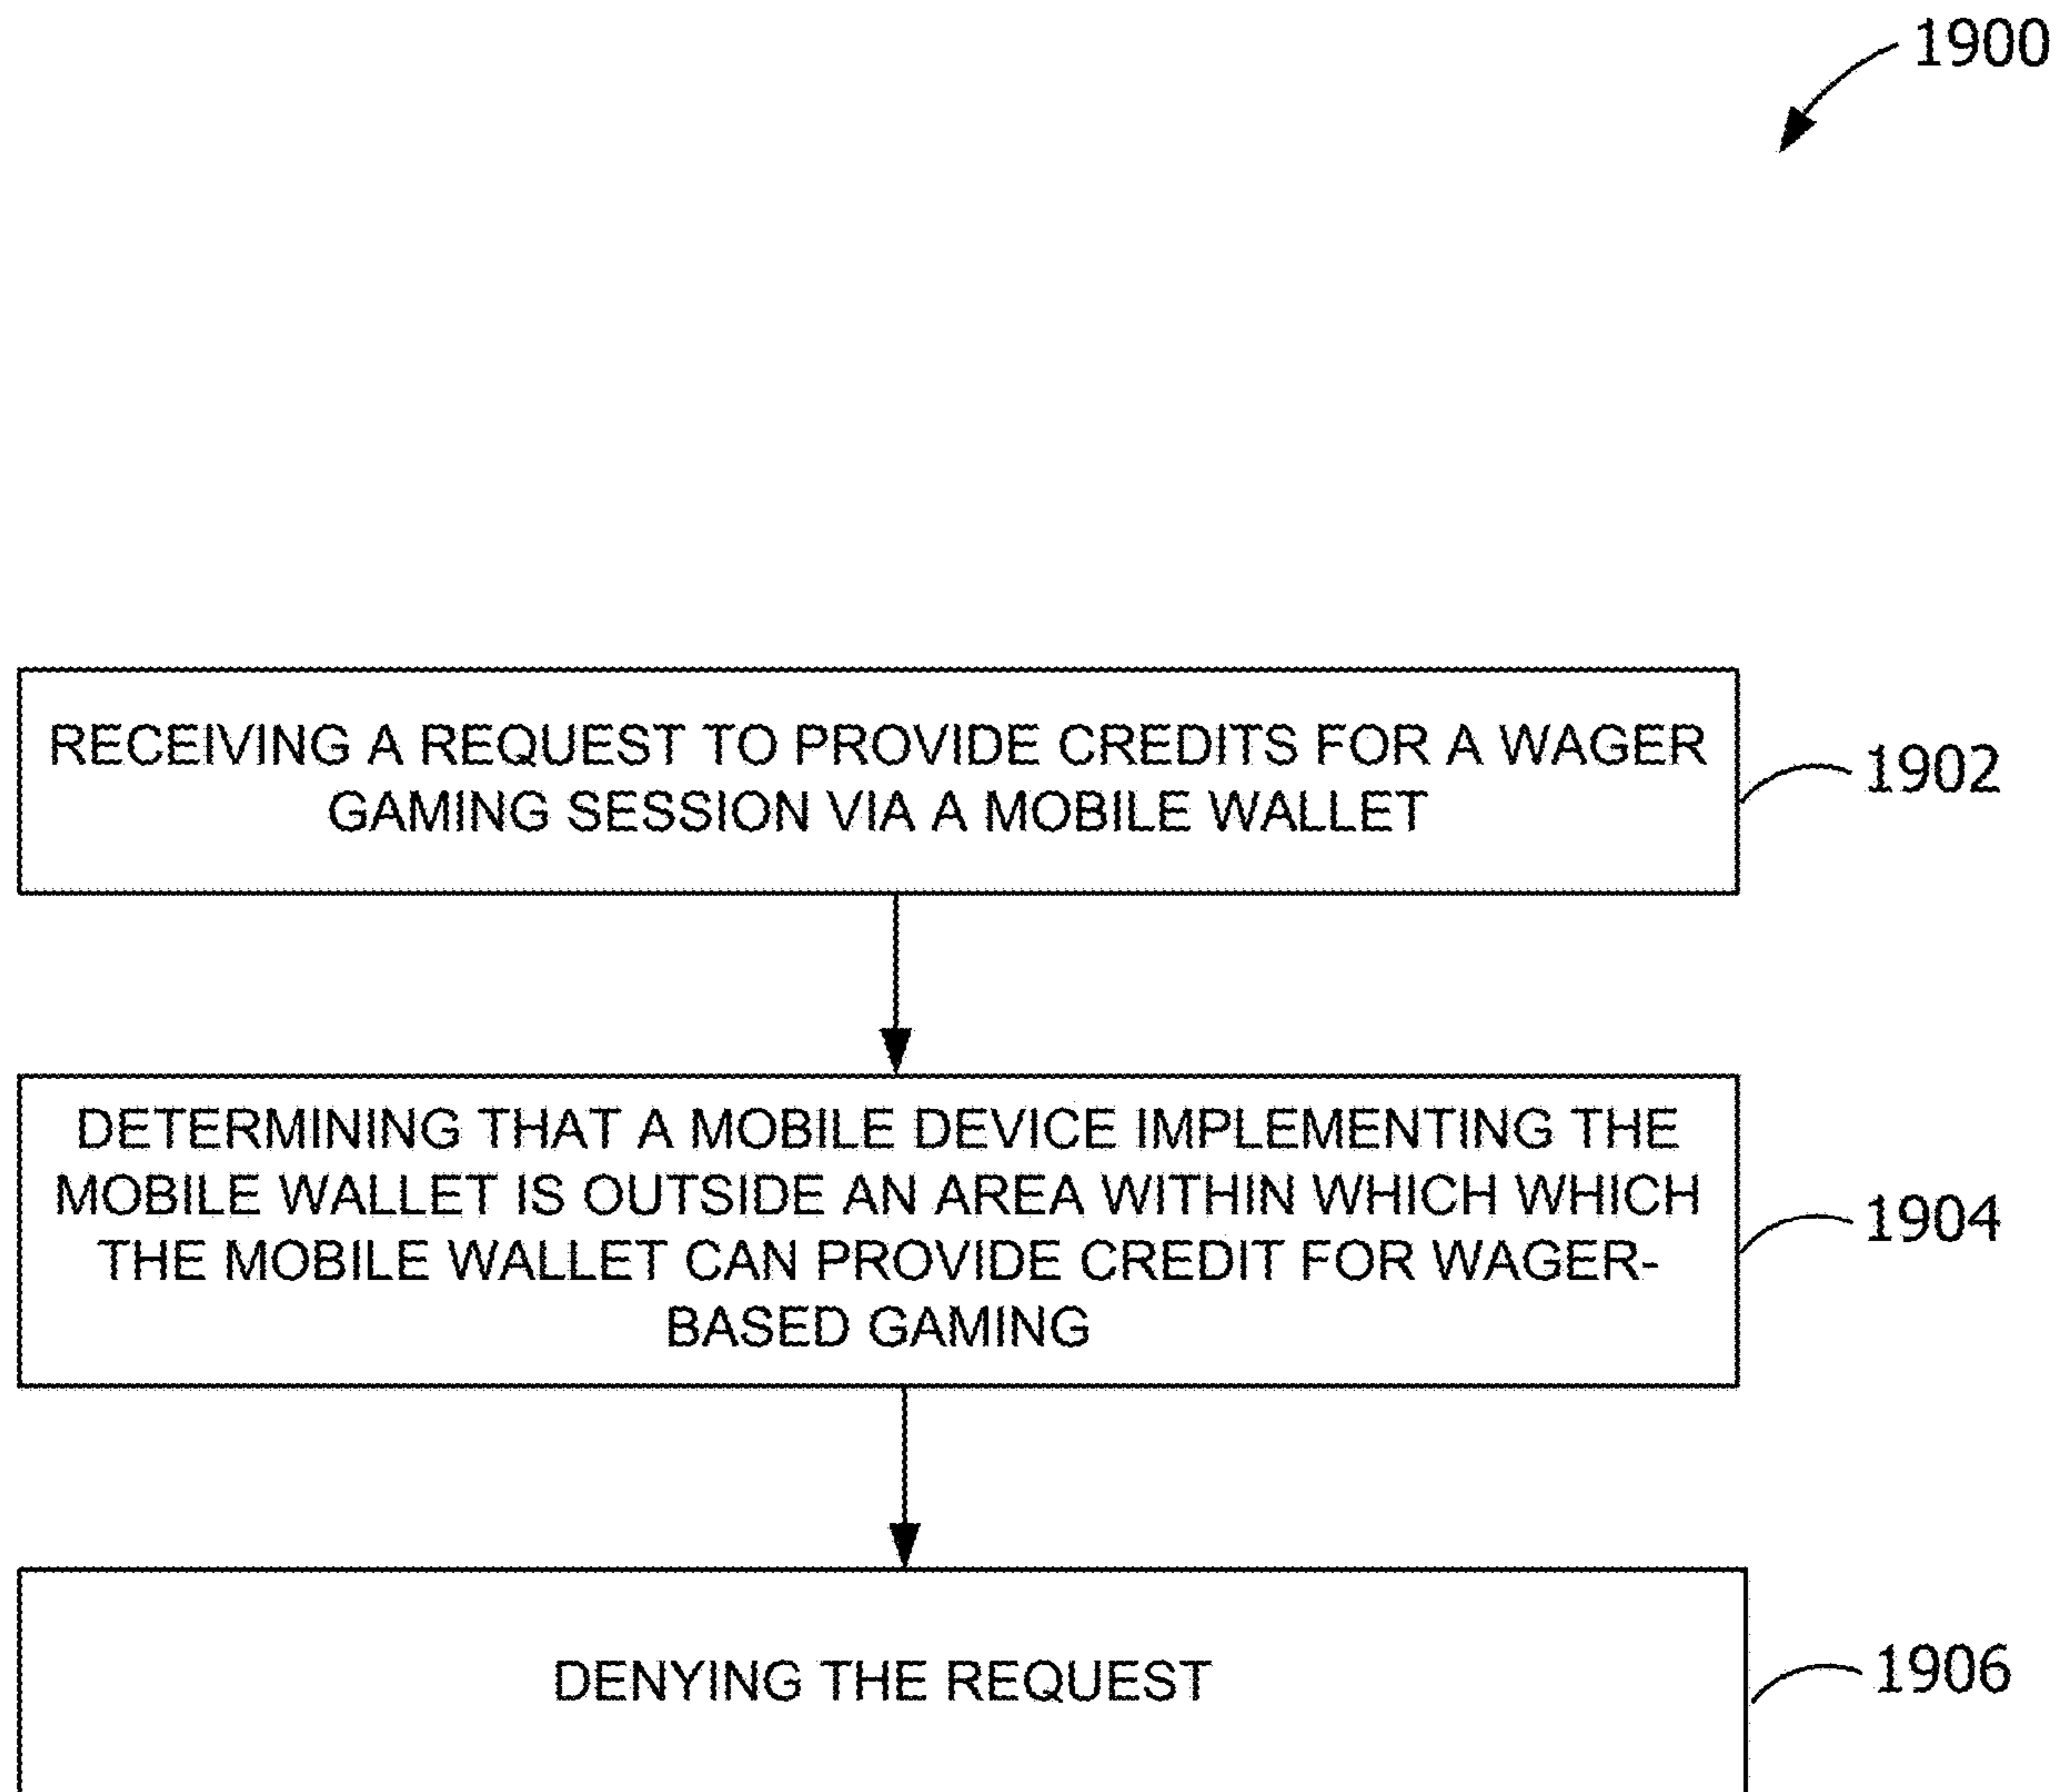 1900
RECEIVING A REQUEST TO PROVIDE CREDITS FOR A WAGER
GAMING SESSION VIA A MOBILE WALLET
1902
DETERMINING THAT A MOBILE DEVICE IMPLEMENTING THE
MOBILE WALLET IS OUTSIDE AN AREA WITHIN WHICH WHICH
THE MOBILE WALLET CAN PROVIDE CREDIT FOR WAGER-
BASED GAMING
1904
DENYING THE REQUEST
1906